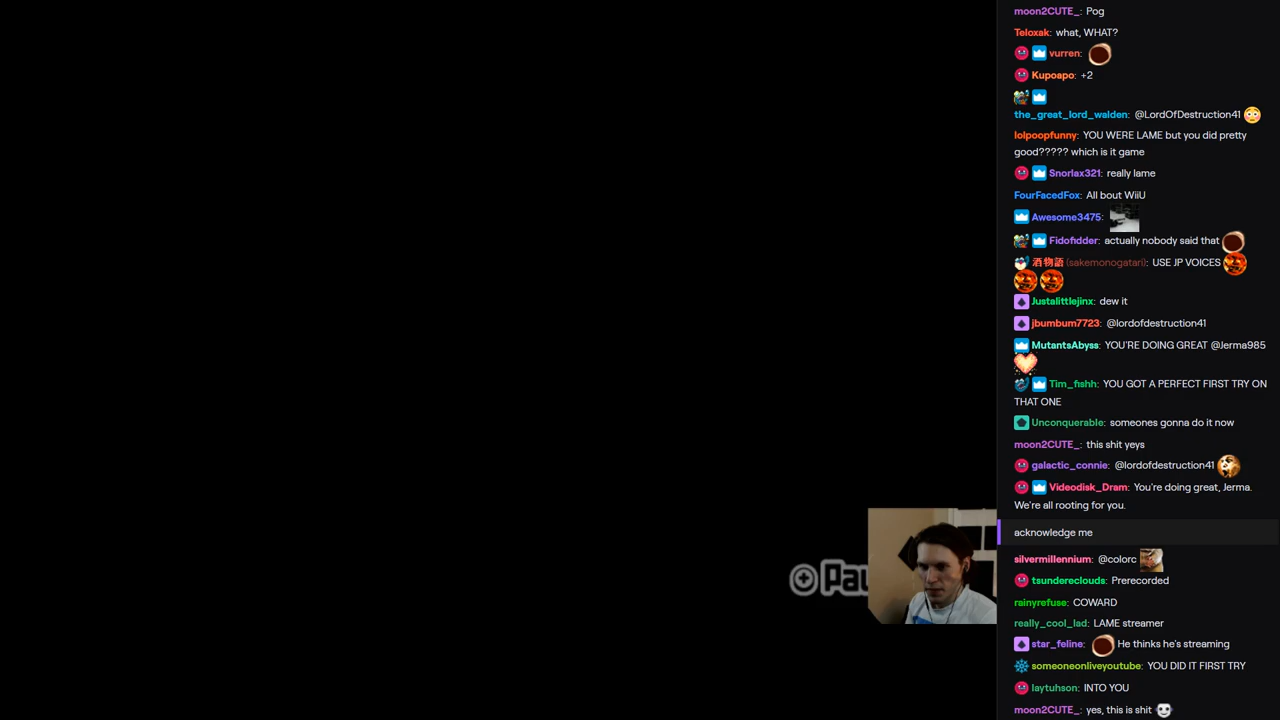 moon2CUTE_: Pog
Teloxak: what, WHAT?
vurren:
Kupoapo: +2
the_great_lord_walden: @LordOfDestruction41
lolpoopfunny: YOU WERE LAME but you did pretty
good????? which is it game
Snorlax321: really lame
FourFacedFox: All bout WiiU
Awesome3475:
Fidofidder: actually nobody said that
酒物語 (sakemonogatari): USE JP VOICES
Justalittlejinx: dew it
jbumbum7723: @lordofdestruction41
MutantsAbyss: YOU'RE DOING GREAT @Jerma985
Tim_fishh: YOU GOT A PERFECT FIRST TRY ON
THAT ONE
Unconquerable: someones gonna do it now
moon2CUTE_: this shit yeys
galactic_connie: @lordofdestruction41
Videodisk_Dram: You're doing great, Jerma.
We're all rooting for you.
acknowledge me
silvermillennium: @colorc
tsundereclouds: Prerecorded
rainyrefuse: COWARD
really_cool_lad: LAME streamer
star_feline: He thinks he's streaming
someoneonliveyoutube: YOU DID IT FIRST TRY
laytuhson: INTO YOU
moon2CUTE_: yes, this is shit
Pau